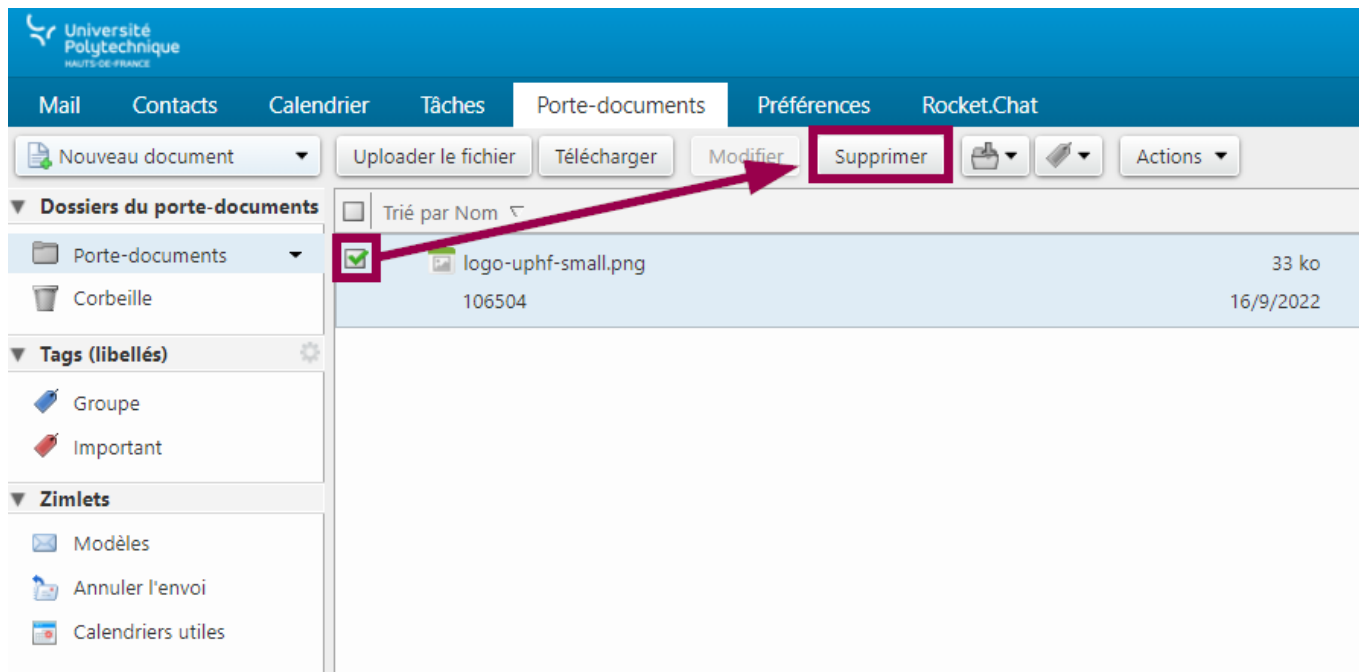 Université
Polytechnique
HAUTS-DE-FRANCE
Mail Contacts Calendrier Tâches Porte-documents Préférences Rocket.Chat
Nouveau document Uploader le fichier Télécharger Modifier Supprimer Actions
Dossiers du porte-documents Trié par Nom
Porte-documents logo-uphf-small.png 33 ko
Corbeille 106504 16/9/2022
Tags (libellés)
Groupe
Important
Zimlets
Modèles
Annuler l'envoi
Calendriers utiles